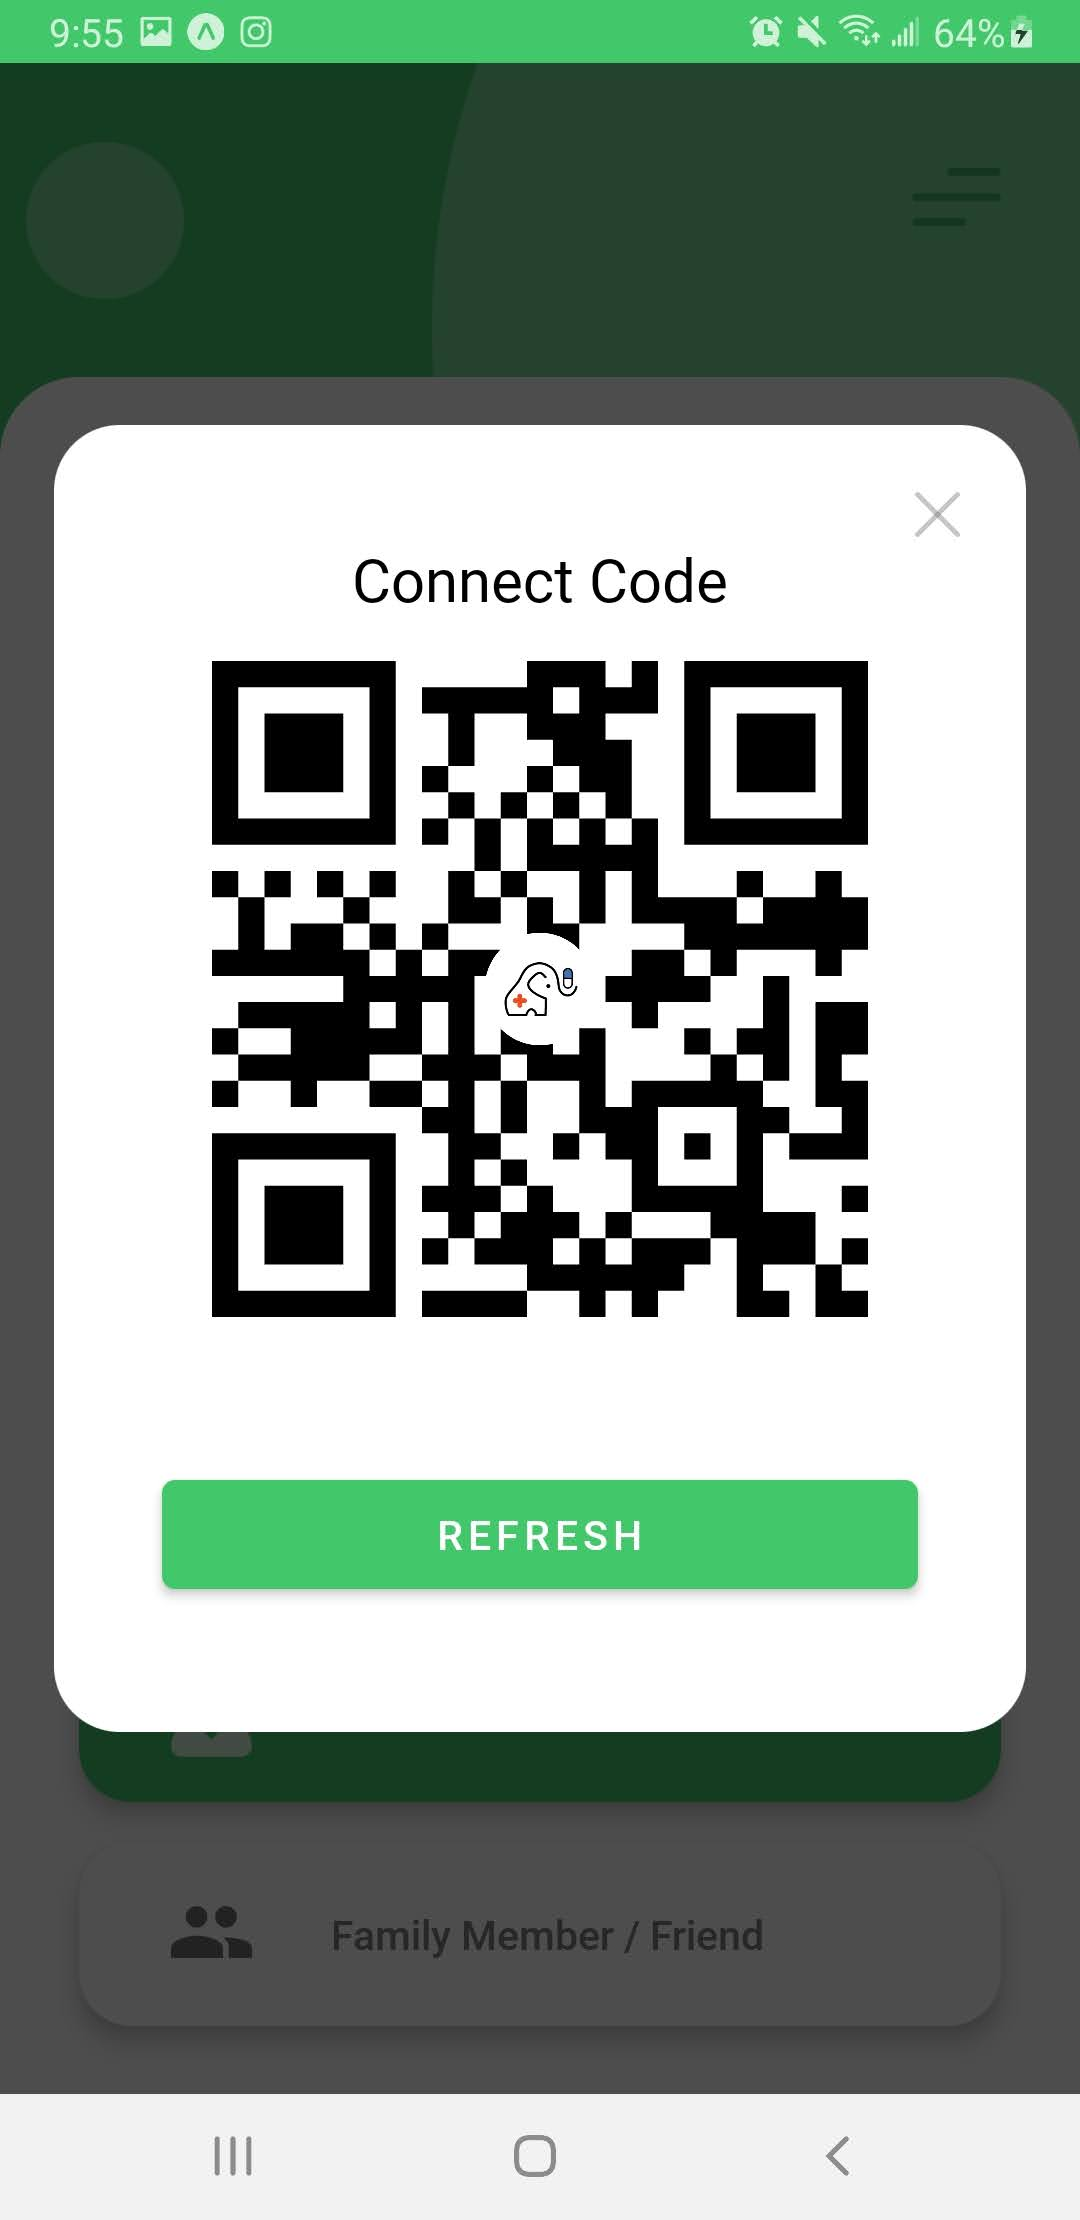 9:55
64%
Connect Code
REFRESH
Family Member / Friend